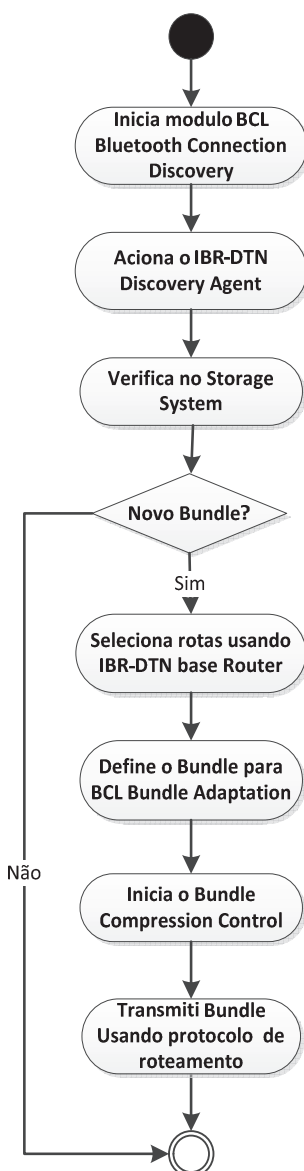 Inicia modulo BCL
Bluetooth Connection
Discovery
Aciona o IBR-DTN
Discovery Agent
Verifica no Storage
System
Novo Bundle?
Sim
Seleciona rotas usando
IBR-DTN base Router
Define o Bundle para
BCL Bundle Adaptation
Não
Inicia o Bundle
Compression Control
Transmiti Bundle
Usando protocolo de
roteamento